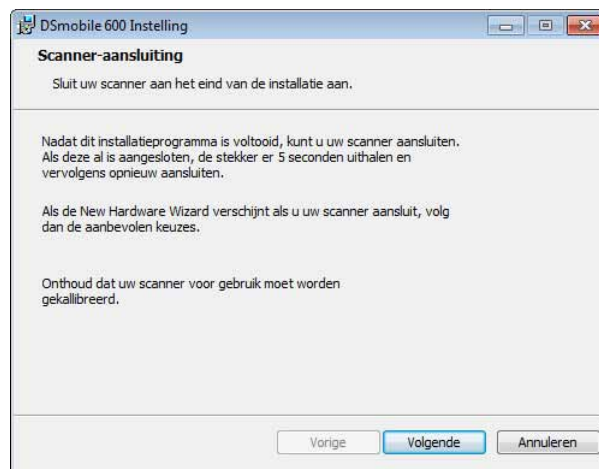 DSmobile 600 Instelling
Scanner-aansluiting
Sluit uw scanner aan het eind van de installatie aan.
Nadat dit installatieprogramma is voltooid, kunt u uw scanner aansluiten.
Als deze al is aangesloten, de stekker er 5 seconden uithalen en
vervolgens opnieuw aansluiten.
Als de New Hardware Wizard verschijnt als u uw scanner aansluit, volg
dan de aanbevolen keuzes.
Onthoud dat uw scanner voor gebruik moet worden
gekallibreerd.
Vorige
Volgende
Annuleren